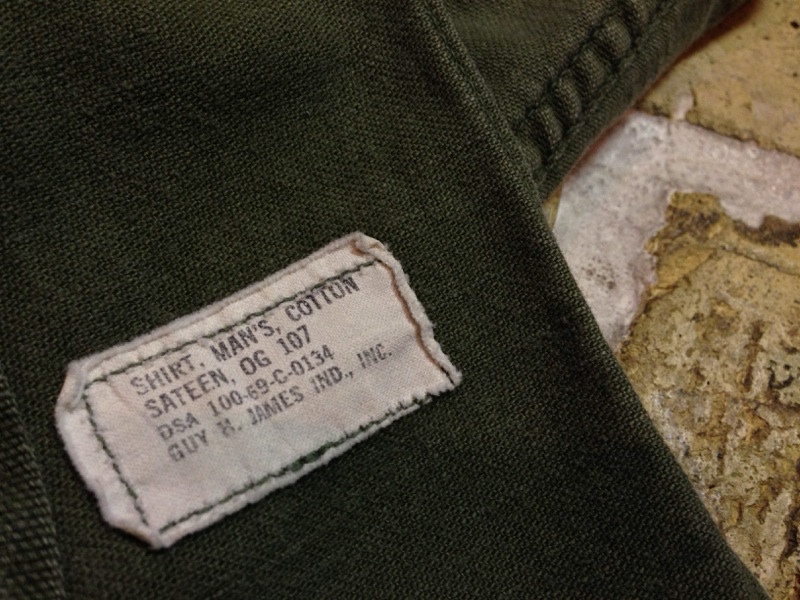 SHIRT, MAN'S, COTTON
SATEEN, OG 107
DSA 100-69-C-0134
GUY H. JAMES IND., INC.